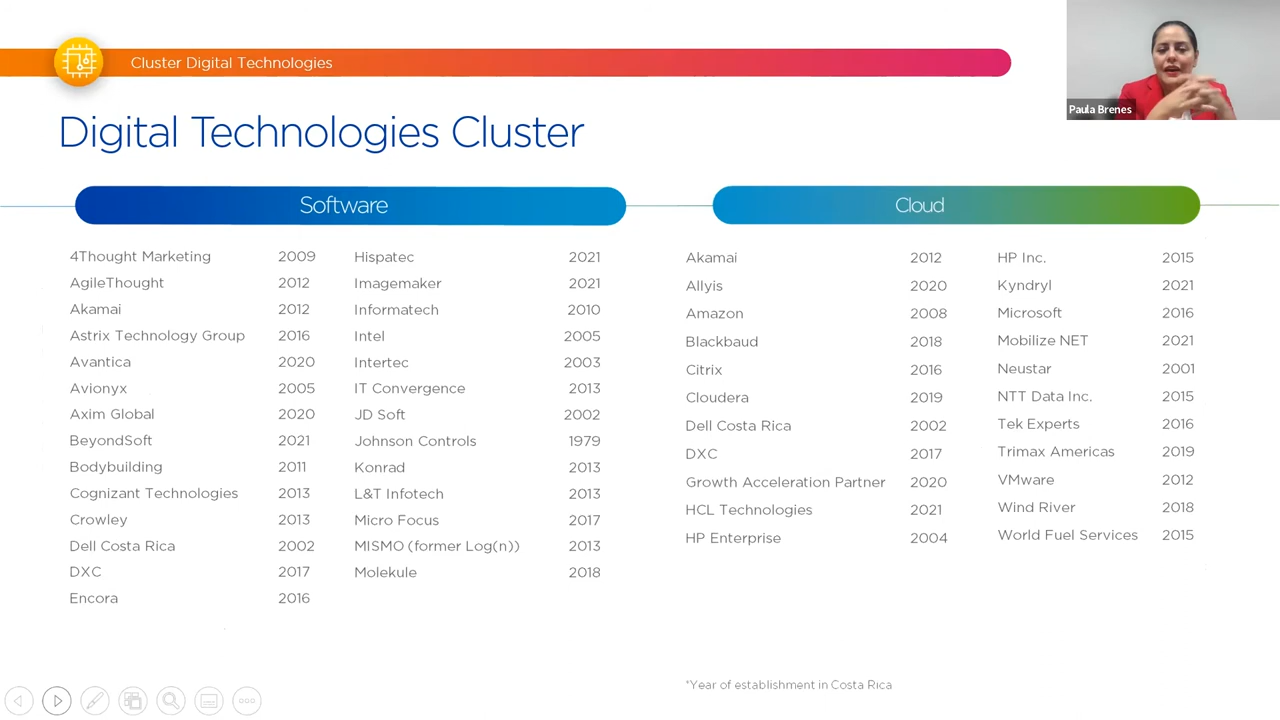 Cluster Digital Technologies
Paula Brenes
Digital Technologies Cluster
Software
4Thought Marketing 2009
AgileThought 2012
Akamai 2012
Astrix Technology Group 2016
Avantica 2020
Avionyx 2005
Axim Global 2020
BeyondSoft 2021
Bodybuilding 2011
Cognizant Technologies 2013
Crowley 2013
Dell Costa Rica 2002
DXC 2017
Encora 2016
Hispatec 2021
Imagemaker 2021
Informatech 2010
Intel 2005
Intertec 2003
IT Convergence 2013
JD Soft 2002
Johnson Controls 1979
Konrad 2013
L&T Infotech 2013
Micro Focus 2017
MISMO (former Log(n)) 2013
Molekule 2018
Cloud
Akamai 2012
Allyis 2020
Amazon 2008
Blackbaud 2018
Citrix 2016
Cloudera 2019
Dell Costa Rica 2002
DXC 2017
Growth Acceleration Partner 2020
HCL Technologies 2021
HP Enterprise 2004
HP Inc. 2015
Kyndryl 2021
Microsoft 2016
Mobilize NET 2021
Neustar 2001
NTT Data Inc. 2015
Tek Experts 2016
Trimax Americas 2019
VMware 2012
Wind River 2018
World Fuel Services 2015
*Year of establishment in Costa Rica